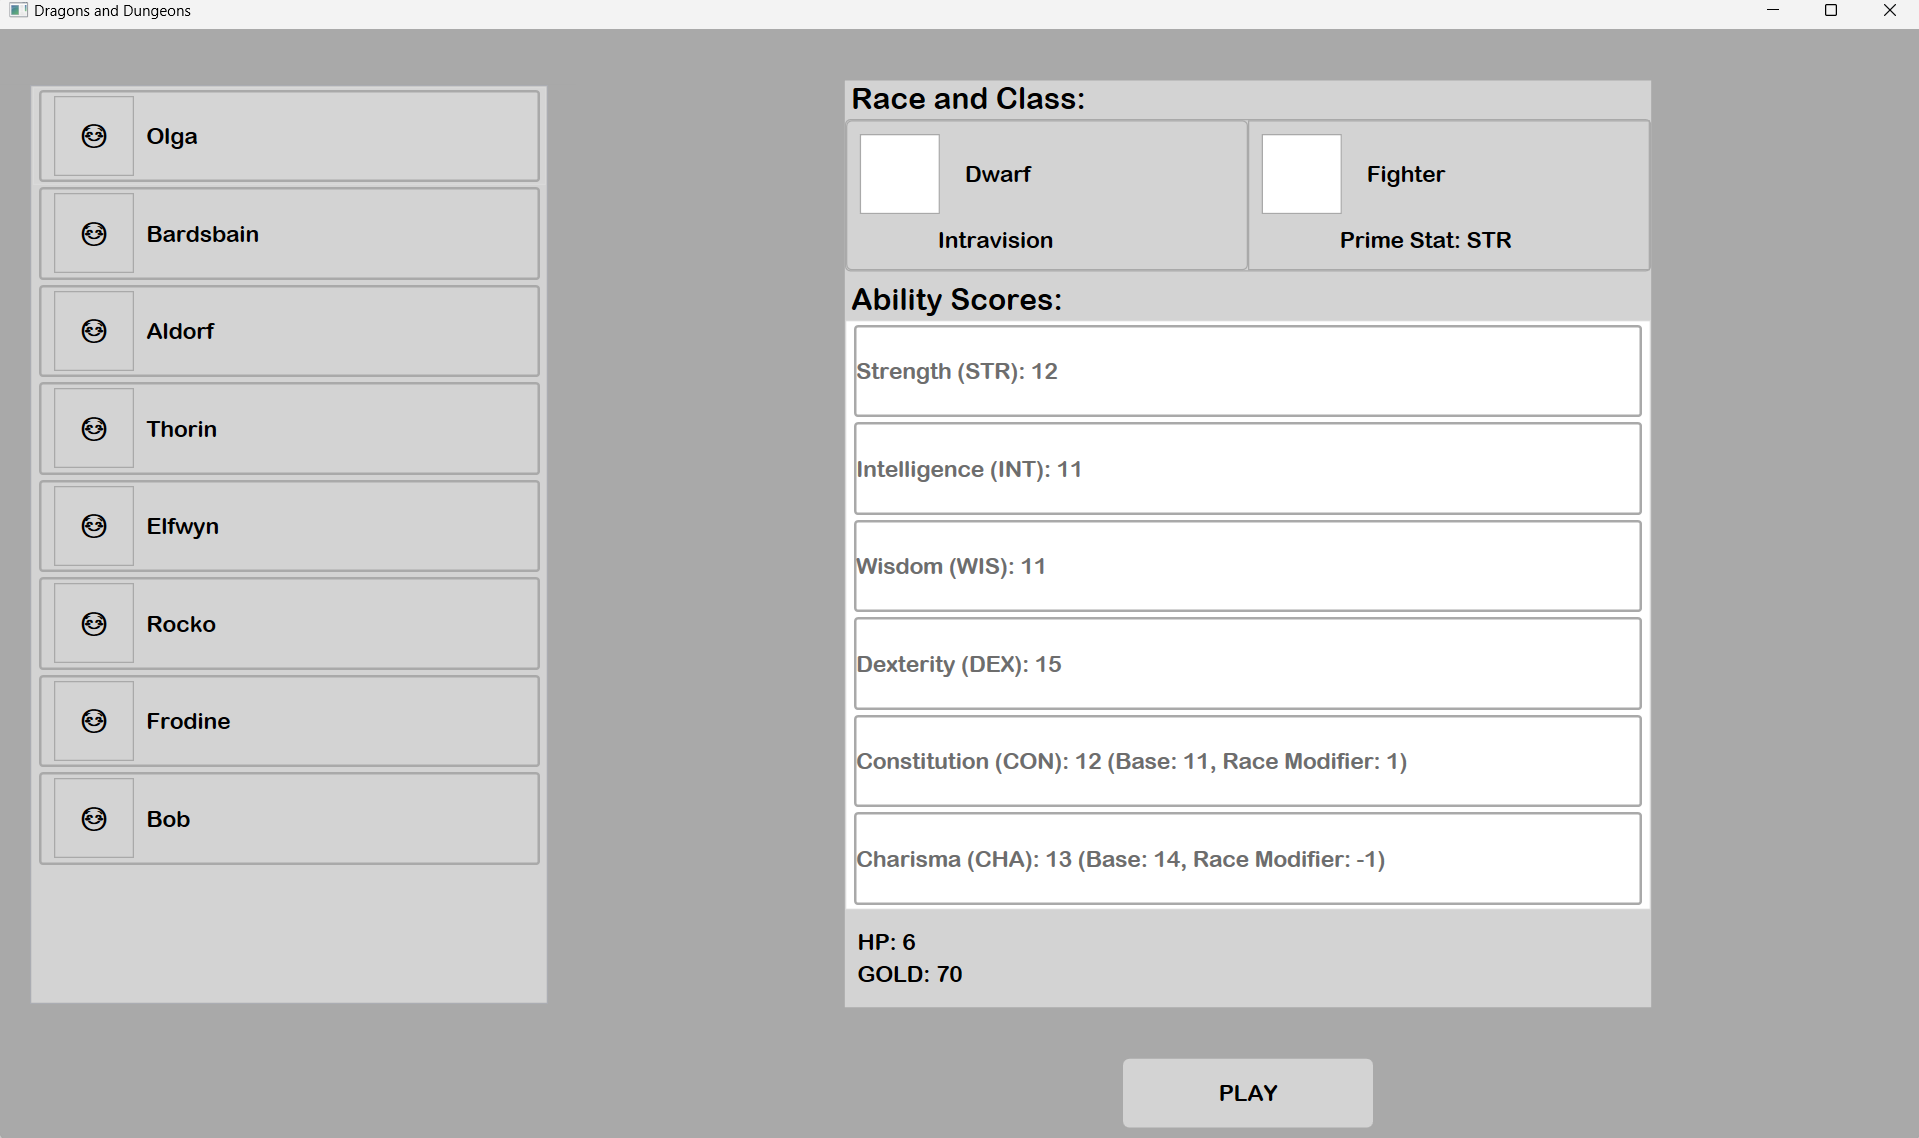 Dragons and Dungeons
Olga
Bardsbain
Aldorf
Thorin
Elfwyn
Rocko
Frodine
Bob
Race and Class:
Dwarf
Intravision
Fighter
Prime Stat: STR
Ability Scores:
Strength (STR): 12
Intelligence (INT): 11
Wisdom (WIS): 11
Dexterity (DEX): 15
Constitution (CON): 12 (Base: 11, Race Modifier: 1)
Charisma (CHA): 13 (Base: 14, Race Modifier: -1)
HP: 6
GOLD: 70
PLAY